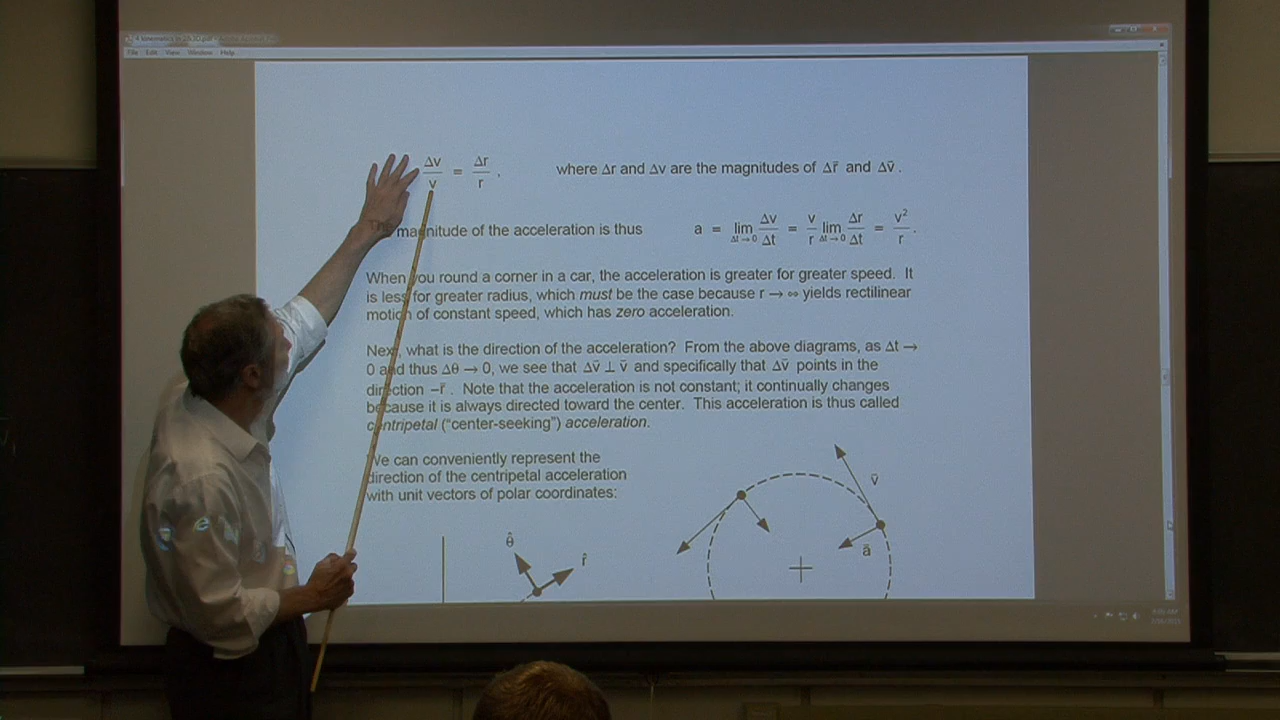 File Edit View Window Help
Δv/v = Δr/r, where Δr and Δv are the magnitudes of Δr⃗ and Δv⃗.
magnitude of the acceleration is thus a = lim Δt→0 Δv/Δt = v/r lim Δt→0 Δr/Δt = v²/r.
When you round a corner in a car, the acceleration is greater for greater speed. It
is less for greater radius, which must be the case because r → ∞ yields rectilinear
motion of constant speed, which has zero acceleration.
Next, what is the direction of the acceleration? From the above diagrams, as Δt →
0 and thus Δθ → 0, we see that Δv⃗ ⊥ v⃗ and specifically that Δv⃗ points in the
direction –r⃗. Note that the acceleration is not constant; it continually changes
because it is always directed toward the center. This acceleration is thus called
centripetal ("center-seeking") acceleration.
We can conveniently represent the
direction of the centripetal acceleration
with unit vectors of polar coordinates:
v⃗
θ̂
r̂
a⃗